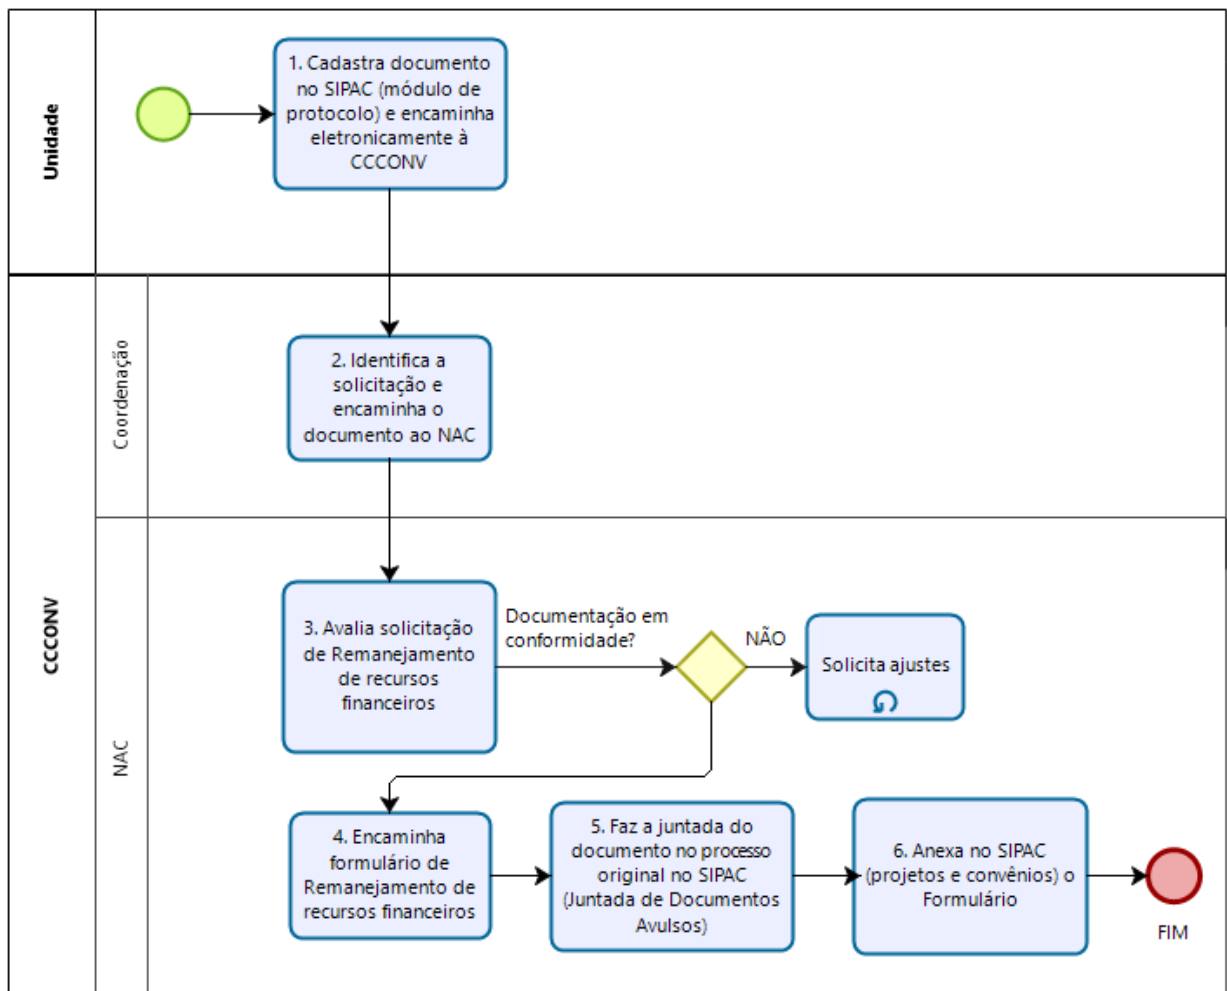 Unidade
1. Cadastra documento
no SIPAC (módulo de
protocolo) e encaminha
eletronicamente à
CCCONV
CCCONV
Coordenação
2. Identifica a
solicitação e
encaminha o
documento ao NAC
NAC
3. Avalia solicitação
de Remanejamento
de recursos
financeiros
Documentação em
conformidade?
NÃO
Solicita ajustes
4. Encaminha
formulário de
Remanejamento de
recursos financeiros
5. Faz a juntada do
documento no processo
original no SIPAC
(Juntada de Documentos
Avulsos)
6. Anexa no SIPAC
(projetos e convênios) o
Formulário
FIM